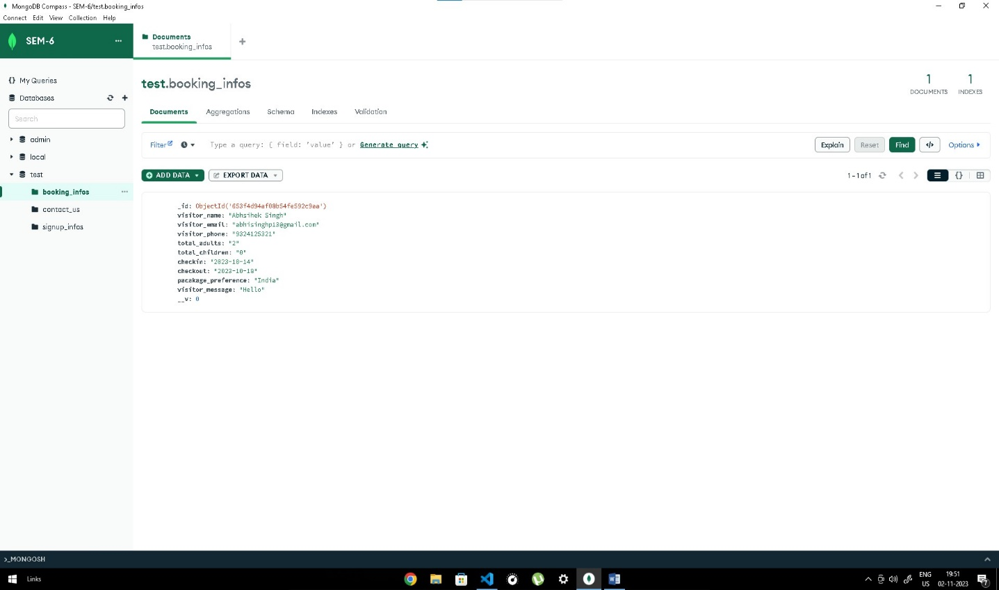 MongoDB Compass - SEM-6/test.booking_infos
Connect Edit View Collection Help
SEM-6
Documents
test.booking_infos
My Queries
Databases
Search
admin
local
test
booking_infos
contact_us
signup_infos
test.booking_infos
1
DOCUMENTS
1
INDEXES
Documents Aggregations Schema Indexes Validation
Filter Type a query: { field: 'value' } or Generate query Explain Reset Find </> Options
ADD DATA EXPORT DATA 1 - 1 of 1 {}
_id: ObjectId('653f4d94af08b54fe592c9aa')
visitor_name: "Abhsihek Singh"
visitor_email: "abhisinghp13@gmail.com"
visitor_phone: "9324125321"
total_adults: "2"
total_children: "0"
checkin: "2023-10-14"
checkout: "2023-10-18"
pacakage_preference: "India"
visitor_message: "Hello"
__v: 0
>_MONGOSH
Links
ENG
US
19:51
02-11-2023
7